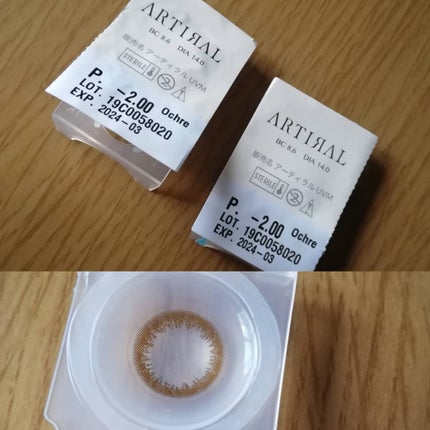 ARTIЯAL
BC 8.6 DIA 14.0
販売名 アーティラル UVM
STERILE
P. -2.00 Ochre
LOT. 19C0058020
EXP. 2024-03
ARTIЯAL
BC 8.6 DIA 14.0
販売名 アーティラル UVM
STERILE
P. -2.00 Ochre
LOT. 19C0058020
EXP. 2024-03